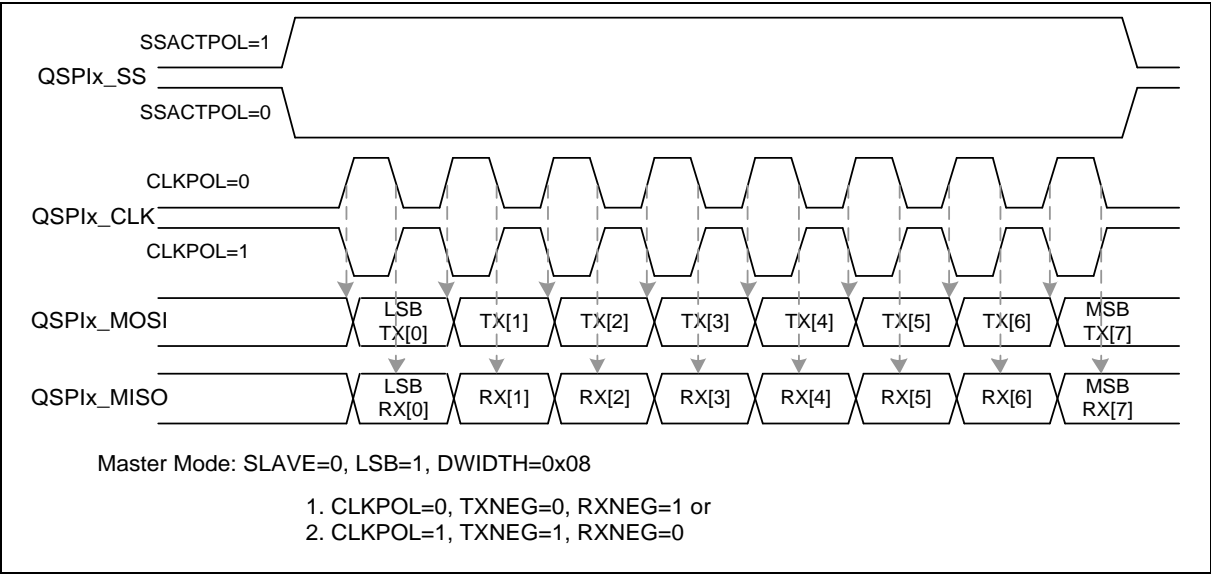 SSACTPOL=1
QSPIx_SS
SSACTPOL=0
CLKPOL=0
QSPIx_CLK
CLKPOL=1
QSPIx_MOSI
LSB
TX[0]
TX[1]
TX[2]
TX[3]
TX[4]
TX[5]
TX[6]
MSB
TX[7]
QSPIx_MISO
LSB
RX[0]
RX[1]
RX[2]
RX[3]
RX[4]
RX[5]
RX[6]
MSB
RX[7]
Master Mode: SLAVE=0, LSB=1, DWIDTH=0x08
1. CLKPOL=0, TXNEG=0, RXNEG=1 or
2. CLKPOL=1, TXNEG=1, RXNEG=0